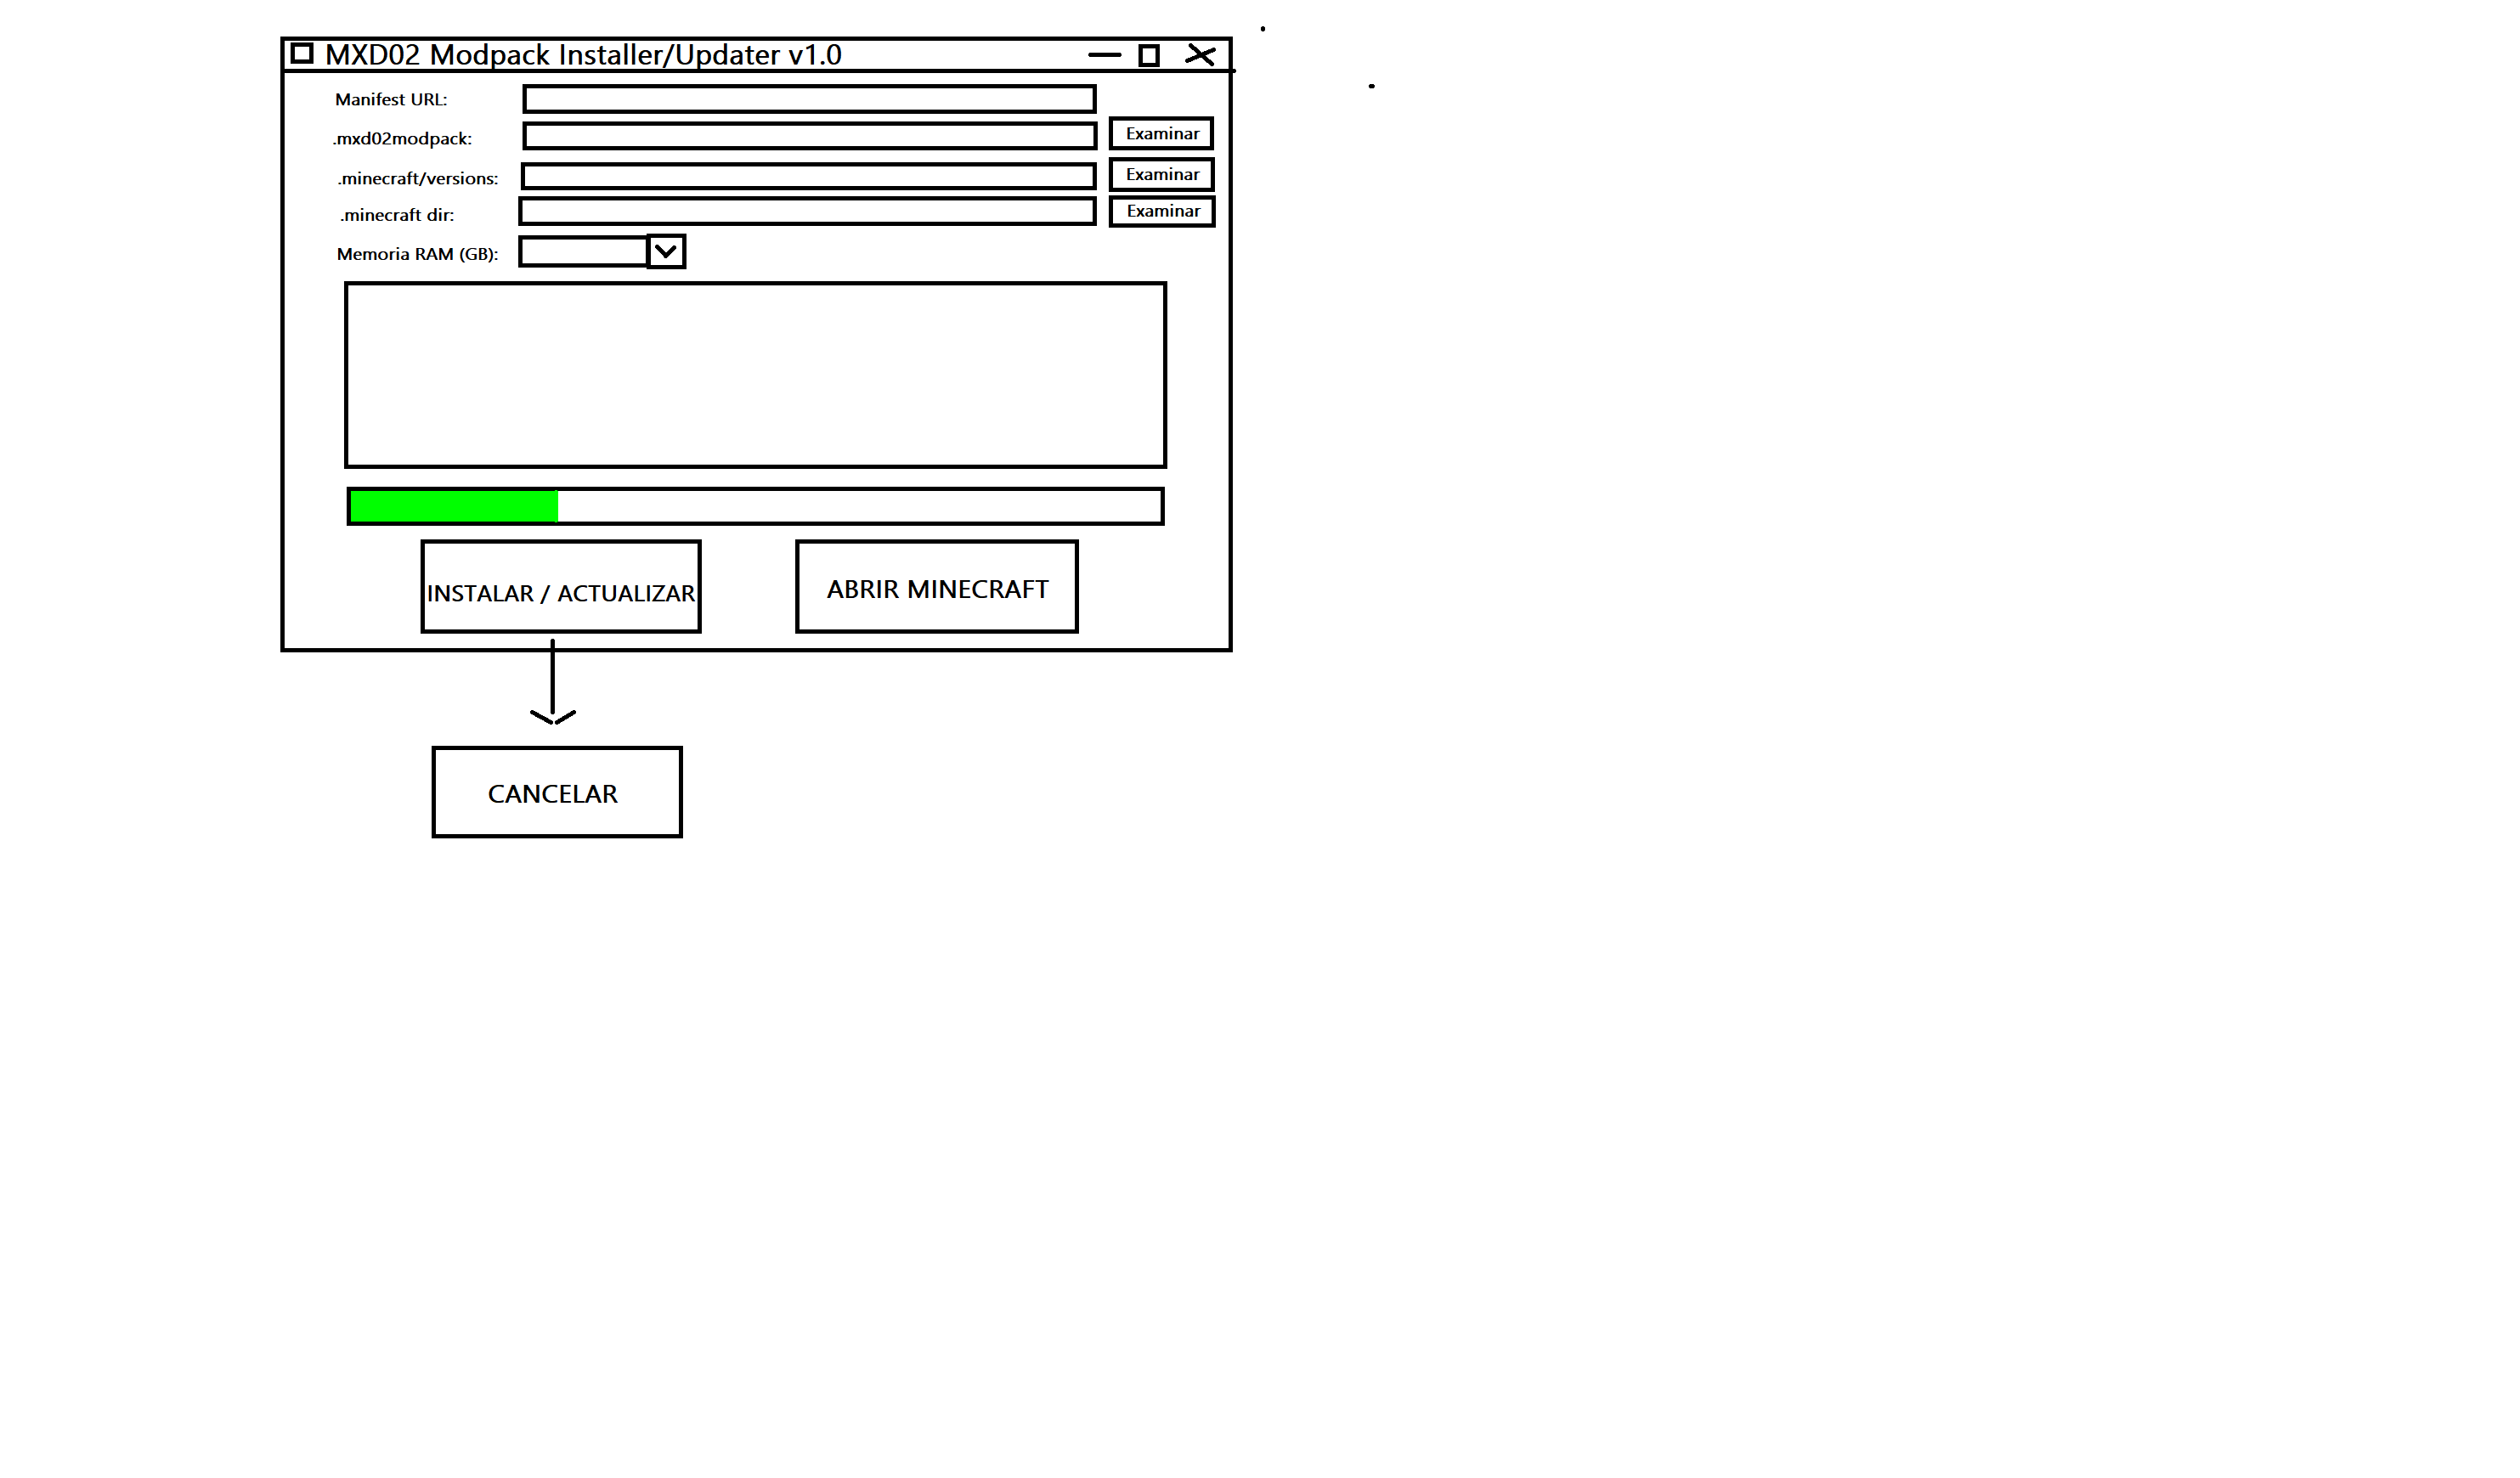 MXD02 Modpack Installer/Updater v1.0
Manifest URL:
.mxd02modpack:
Examinar
.minecraft/versions:
Examinar
.minecraft dir:
Examinar
Memoria RAM (GB):
INSTALAR / ACTUALIZAR
ABRIR MINECRAFT
CANCELAR